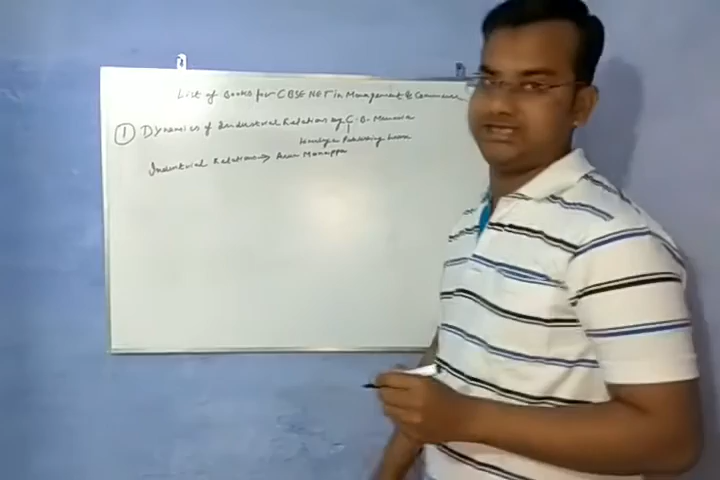 List of Books for CBSE NET in Management & Commerce
① Dynamics of Industrial Relations by C. B. Mamoria
Himalaya Publishing House
Industrial Relations → Arun Monappa